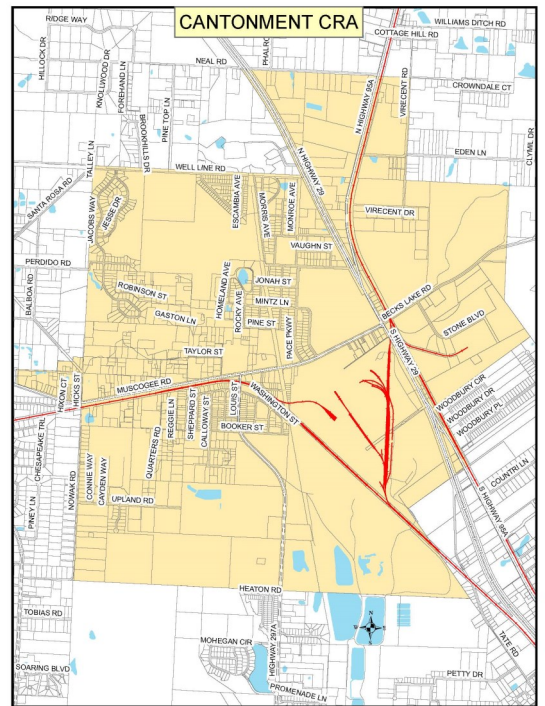 CANTONMENT CRA
RIDGE WAY
WILLIAMS DITCH RD
COTTAGE HILL RD
HILLOCK DR
KNOLLWOOD DR
FOREHAND LN
NEAL RD
VIRECENT RD
CROWNDALE CT
N HIGHWAY 95A
BROOKHILLS DR
PINE TOP LN
EDEN LN
CLYMIL DR
TALLEY LN
N HIGHWAY 29
WELL LINE RD
SANTA ROSA RD
JACOBS WAY
JESSE DR
ESCAMBIA AVE
MORRIS AVE
MONROE AVE
VIRECENT DR
VAUGHN ST
PERDIDO RD
BALBOA RD
ROBINSON ST
HOMELAND AVE
JONAH ST
MINTZ LN
BECKS LAKE RD
GASTON LN
ROCKY AVE
PINE ST
PACE PKWY
STONE BLVD
TAYLOR ST
S HIGHWAY 29
MUSCOGEE RD
HIXON CT
HICKS ST
WOODBURY CIR
WOODBURY DR
WOODBURY PL
CHESAPEAKE TRL
REGGIE LN
SHEPPARD ST
CALLOWAY ST
LOUIS ST
WASHINGTON ST
BOOKER ST
QUARTERS RD
COUNTRI LN
PINEY LN
NOWAK RD
CONNIE WAY
CAYDEN WAY
UPLAND RD
S HIGHWAY 95A
HEATON RD
TOBIAS RD
HIGHWAY 297A
N
W
E
S
TATE RD
MOHEGAN CIR
SOARING BLVD
PETTY DR
PROMENADE LN